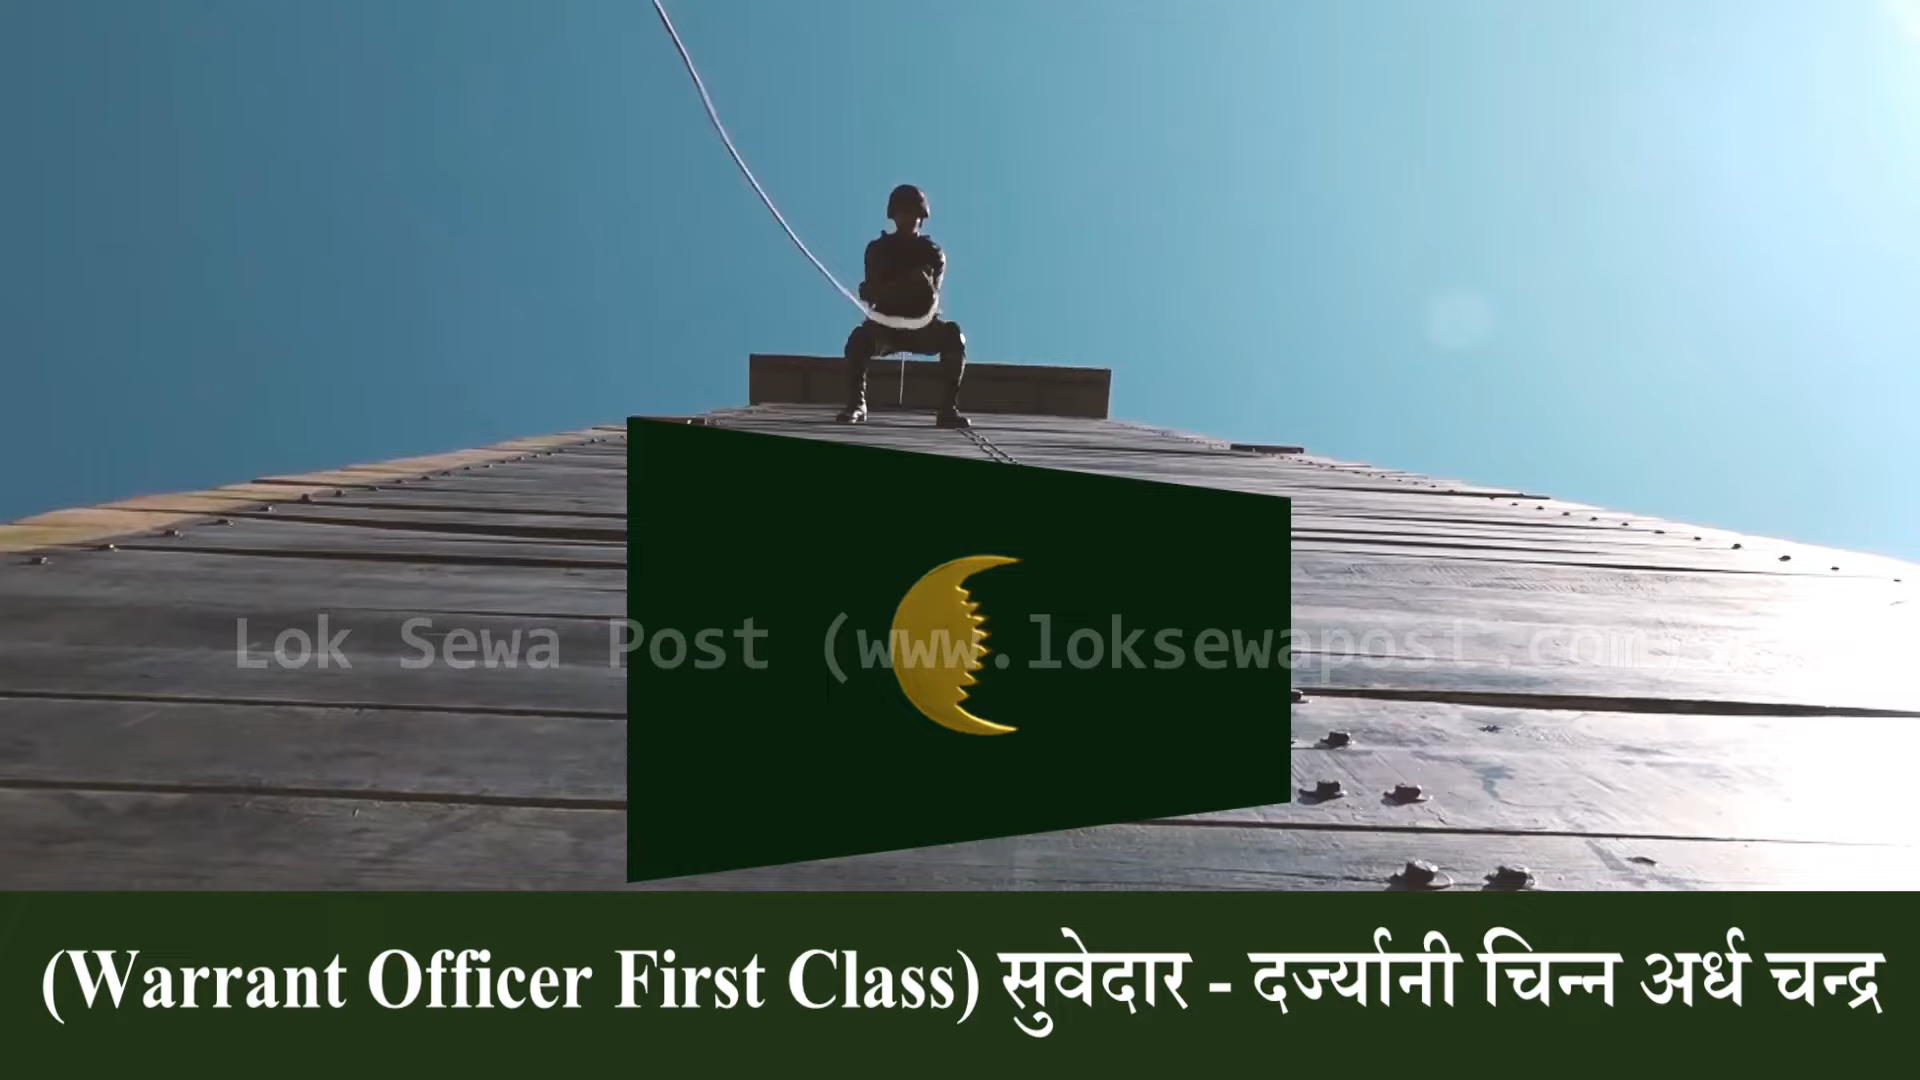 Lok Sewa Post (www.loksewapost.com)
(Warrant Officer First Class) सुवेदार - दर्ज्यानी चिन्न अर्ध चन्द्र